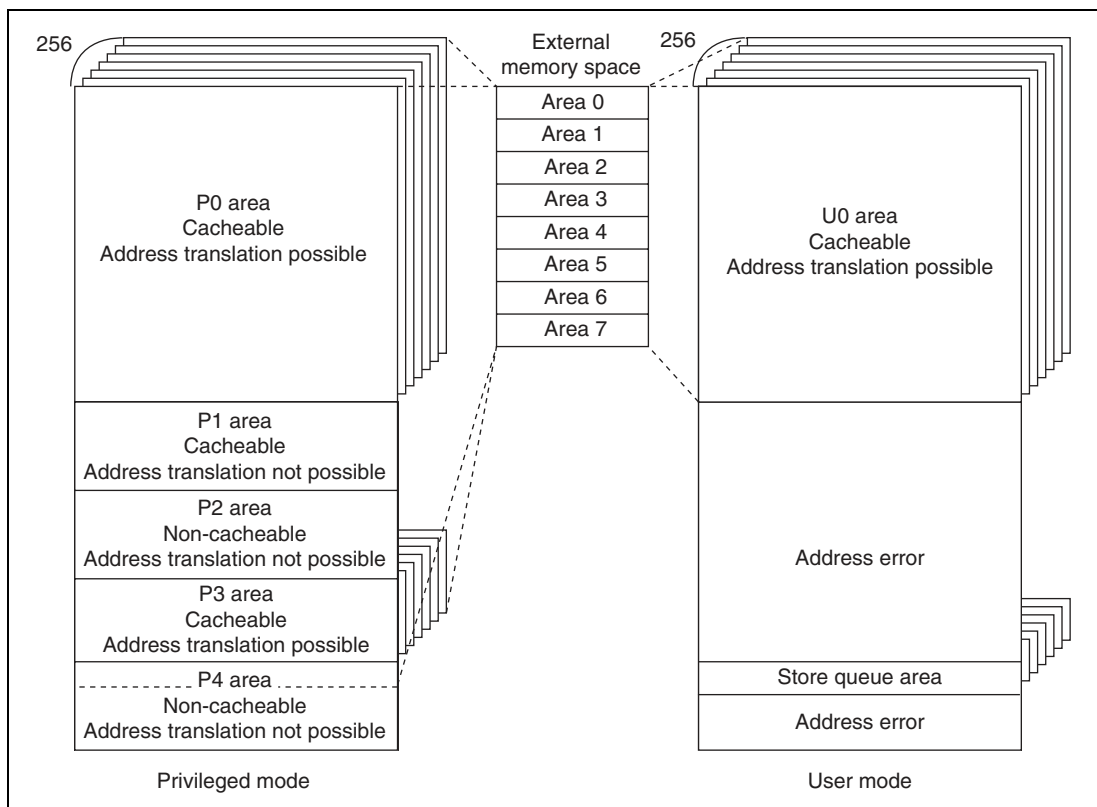 256
P0 area
Cacheable
Address translation possible
P1 area
Cacheable
Address translation not possible
P2 area
Non-cacheable
Address translation not possible
P3 area
Cacheable
Address translation possible
P4 area
Non-cacheable
Address translation not possible
Privileged mode
External
memory space
Area 0
Area 1
Area 2
Area 3
Area 4
Area 5
Area 6
Area 7
256
U0 area
Cacheable
Address translation possible
Address error
Store queue area
Address error
User mode